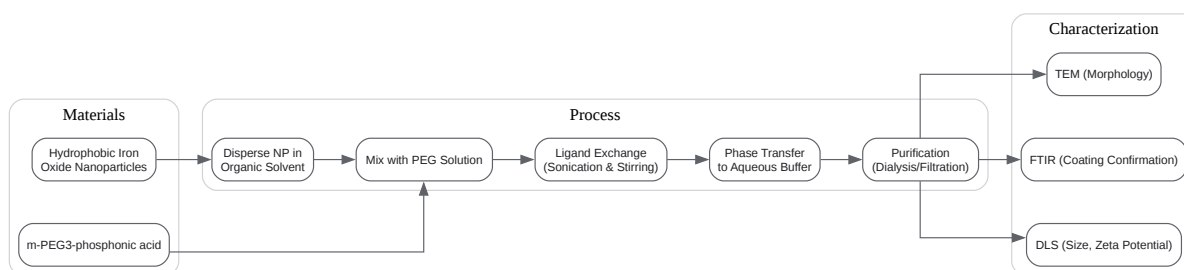 Characterization
TEM (Morphology)
Materials
Process
Hydrophobic Iron
Oxide Nanoparticles
Disperse NP in
Organic Solvent
Mix with PEG Solution
Ligand Exchange
(Sonication & Stirring)
Phase Transfer
to Aqueous Buffer
Purification
(Dialysis/Filtration)
FTIR (Coating Confirmation)
m-PEG3-phosphonic acid
DLS (Size, Zeta Potential)